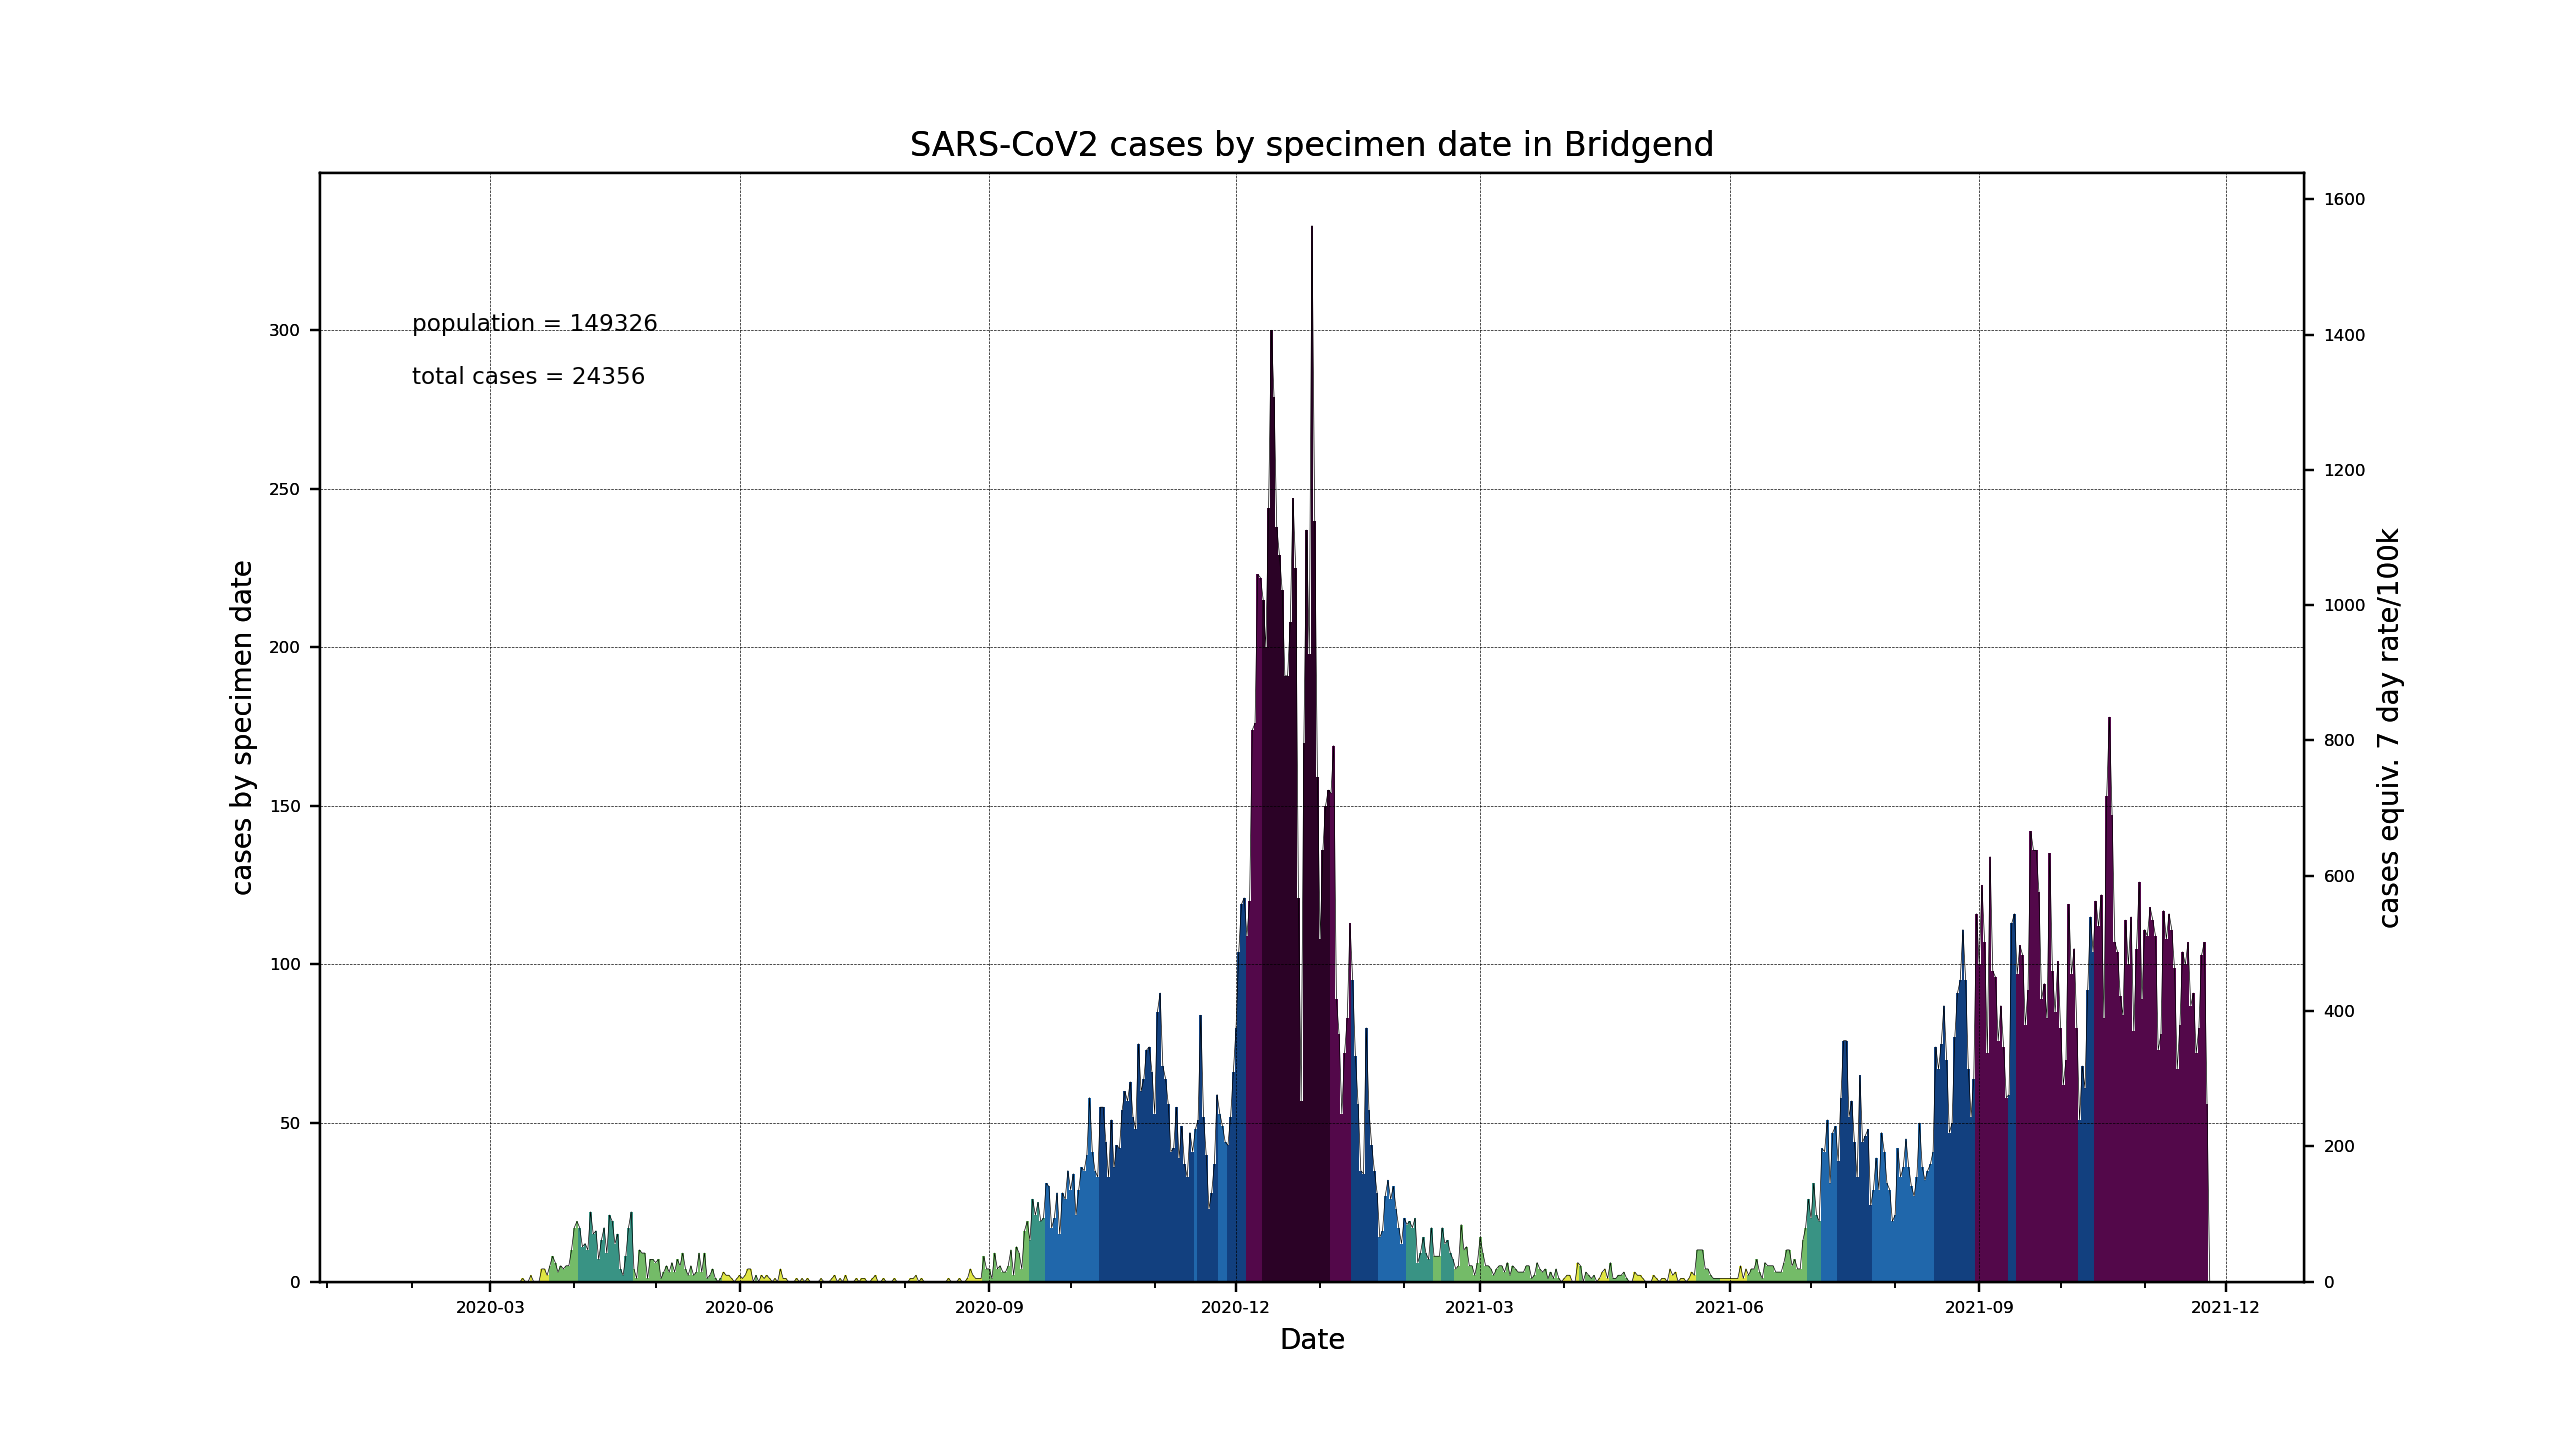 SARS-CoV2 cases by specimen date in Bridgend
population = 149326
total cases = 24356
cases by specimen date
300
250
200
150
100
50
0
1600
1400
1200
1000
800
600
400
200
0
cases equiv. 7 day rate/100k
2020-03 2020-06 2020-09 2020-12 2021-03 2021-06 2021-09 2021-12
Date